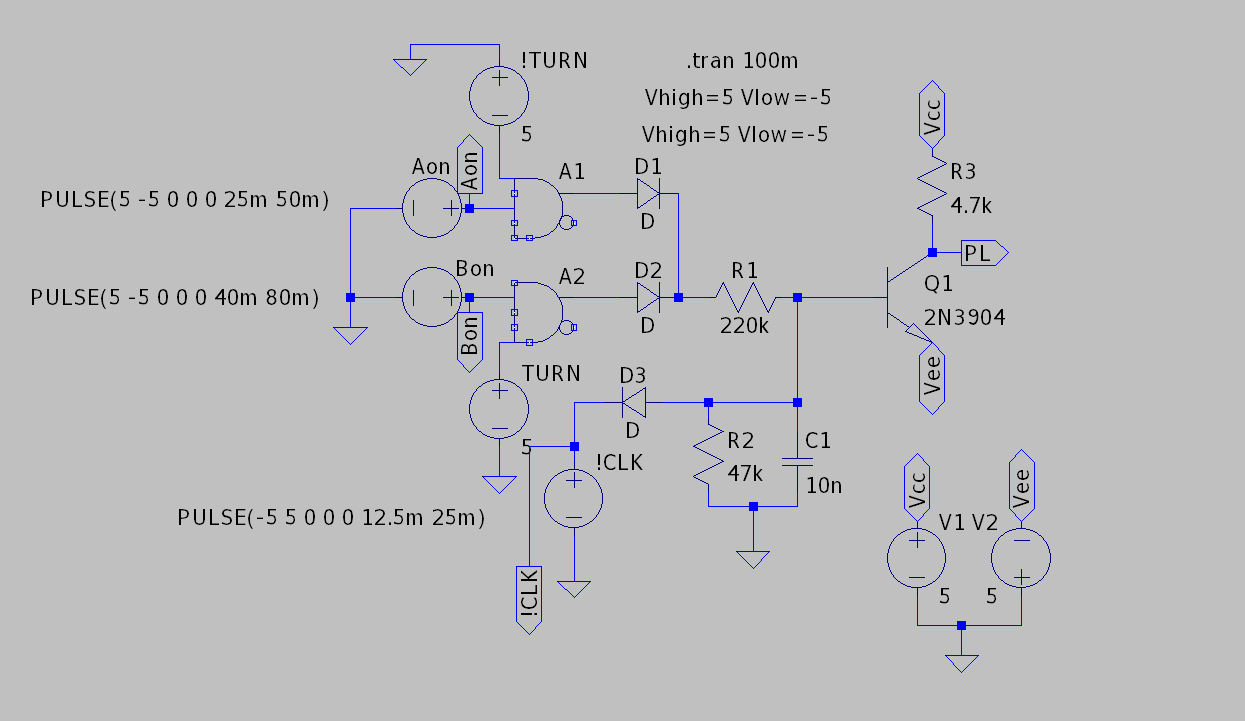 !TURN
.tran 100m
Vhigh=5 Vlow=-5
Vhigh=5 Vlow=-5
5
Vcc
R3
4.7k
Aon
Aon
A1
D1
D
PULSE(5 -5 0 0 0 25m 50m)
PL
Bon
A2
D2
D
R1
220k
Q1
2N3904
PULSE(5 -5 0 0 0 40m 80m)
Bon
Vee
TURN
5
D3
D
R2
47k
C1
10n
!CLK
PULSE(-5 5 0 0 0 12.5m 25m)
!CLK
Vcc
Vee
V1 V2
5
5